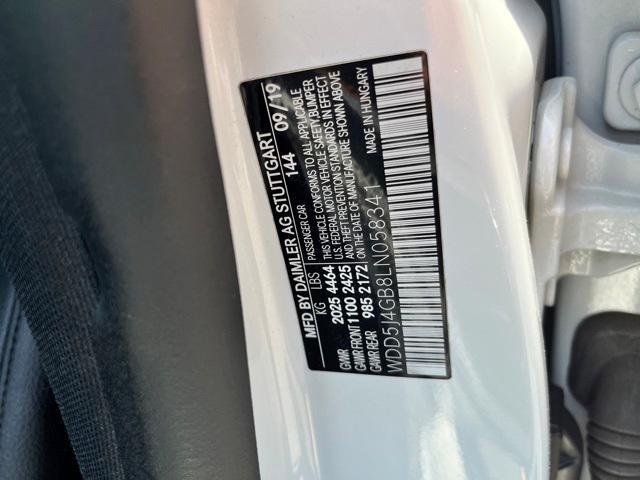 MFD BY DAIMLER AG STUTTGART
144 09/19
KG LBS PASSENGER CAR
GVWR 2025 4464 THIS VEHICLE CONFORMS TO ALL APPLICABLE
GAWR FRONT 1100 2425 U.S. FEDERAL MOTOR VEHICLE SAFETY, BUMPER
GAWR REAR 985 2172 AND THEFT PREVENTION STANDARDS IN EFFECT
ON THE DATE OF MANUFACTURE SHOWN ABOVE
MADE IN HUNGARY
WDD5J4GB8LN058341